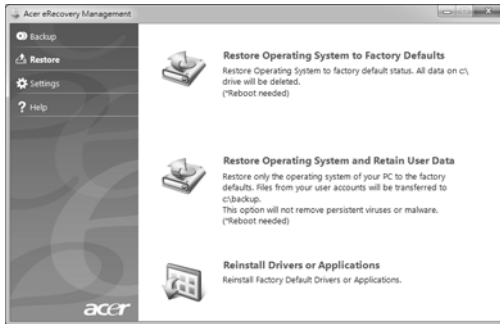 Acer eRecovery Management
Backup
Restore
Settings
Help
Restore Operating System to Factory Defaults
Restore Operating System to factory default status. All data on c:\
drive will be deleted.
(*Reboot needed)
Restore Operating System and Retain User Data
Restore only the operating system of your PC to the factory
defaults. Files from your user accounts will be transferred to
c:\backup.
This option will not remove persistent viruses or malware.
(*Reboot needed)
Reinstall Drivers or Applications
Reinstall Factory Default Drivers or Applications.
acer